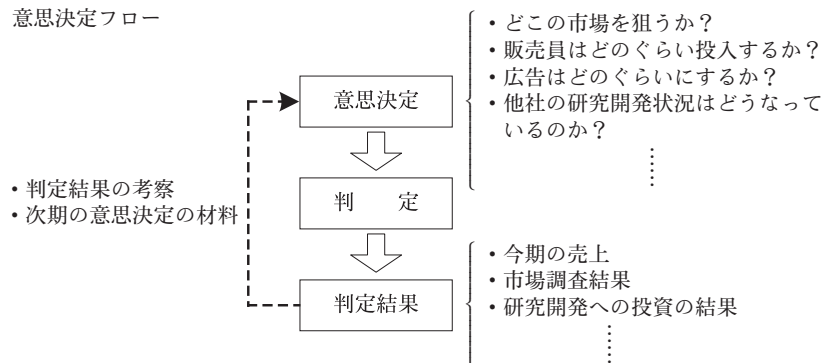 意思決定フロー
・どこの市場を狙うか？
・販売員はどのぐらい投入するか？
・広告はどのぐらいにするか？
・他社の研究開発状況はどうなって
いるのか？
意思決定
・判定結果の考察
・次期の意思決定の材料
判　　定
・今期の売上
・市場調査結果
・研究開発への投資の結果
判定結果